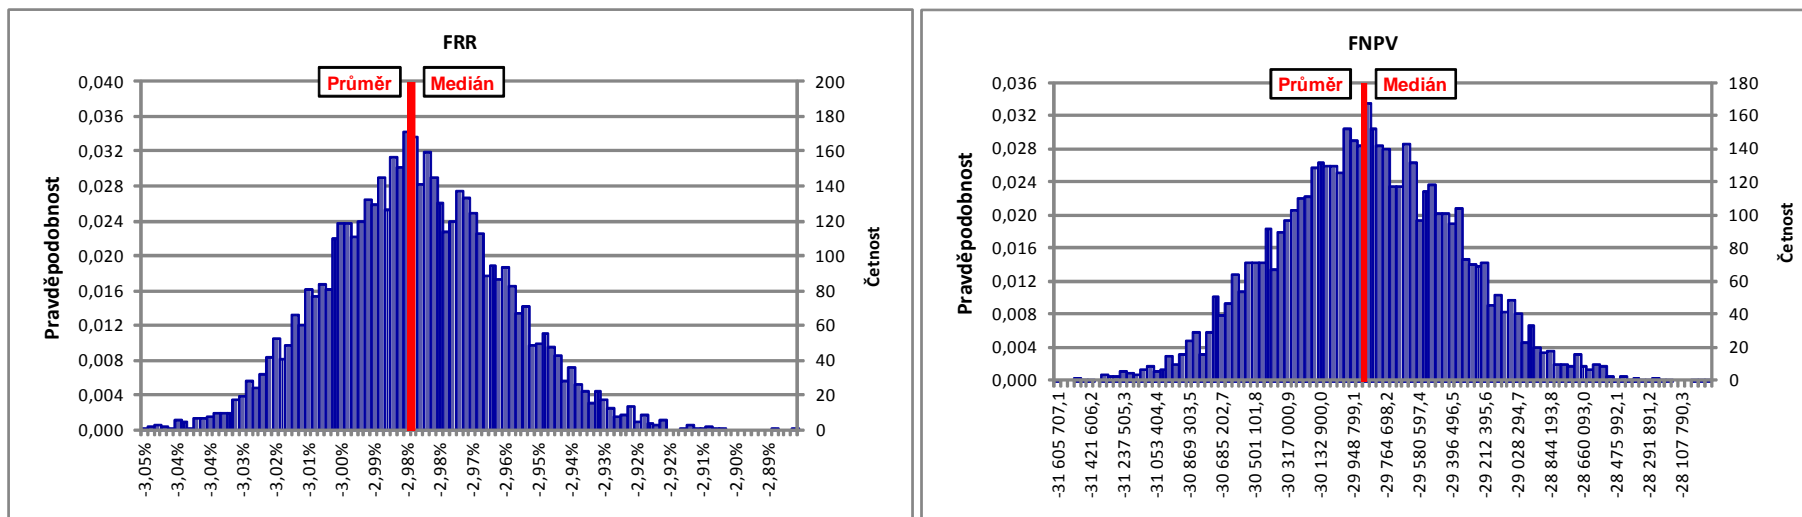 FRR
Průměr
Medián
0,040
0,036
0,032
0,028
0,024
0,020
0,016
0,012
0,008
0,004
0,000
Pravděpodobnost
200
180
160
140
120
100
80
60
40
20
0
Četnost
-3,05%
-3,04%
-3,04%
-3,03%
-3,02%
-3,01%
-3,00%
-2,99%
-2,98%
-2,98%
-2,97%
-2,96%
-2,95%
-2,94%
-2,93%
-2,92%
-2,92%
-2,91%
-2,90%
-2,89%
FNPV
Průměr
Medián
0,036
0,032
0,028
0,024
0,020
0,016
0,012
0,008
0,004
0,000
Pravděpodobnost
180
160
140
120
100
80
60
40
20
0
Četnost
-31 605 707,1
-31 421 606,2
-31 237 505,3
-31 053 404,4
-30 869 303,5
-30 685 202,7
-30 501 101,8
-30 317 000,9
-30 132 900,0
-29 948 799,1
-29 764 698,2
-29 580 597,4
-29 396 496,5
-29 212 395,6
-29 028 294,7
-28 844 193,8
-28 660 093,0
-28 475 992,1
-28 291 891,2
-28 107 790,3